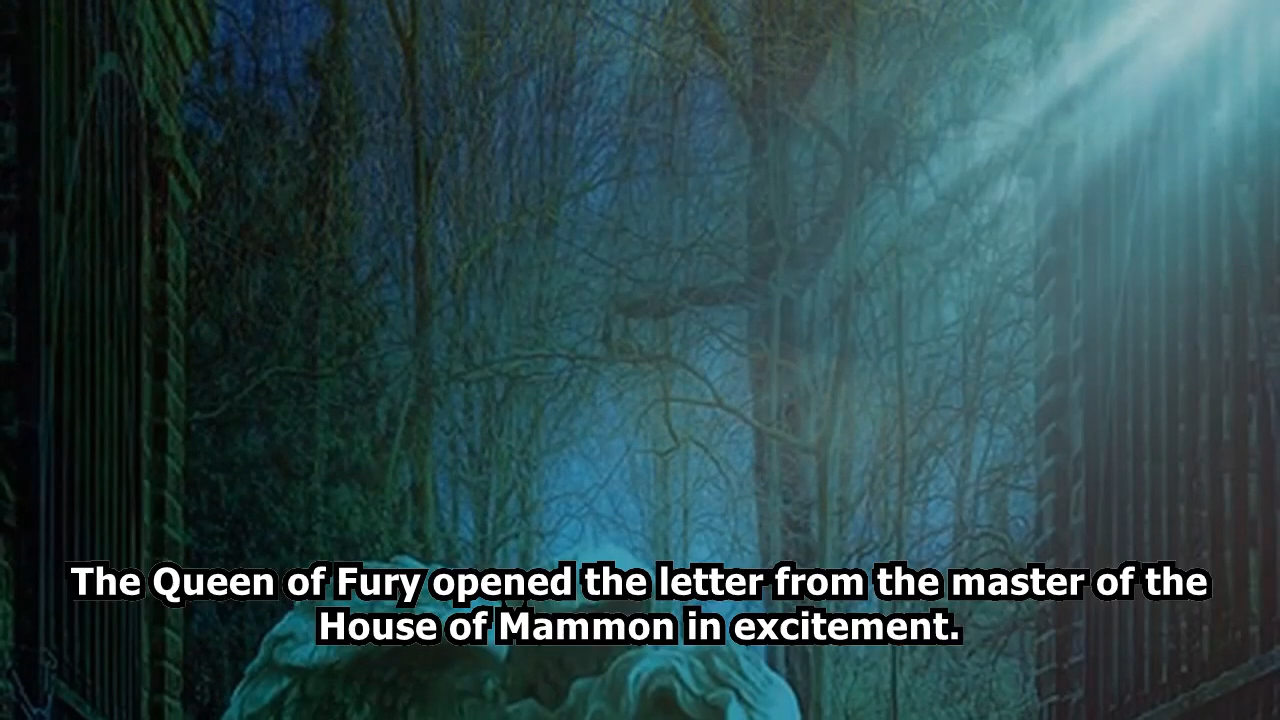 The Queen of Fury opened the letter from the master of the
House of Mammon in excitement.